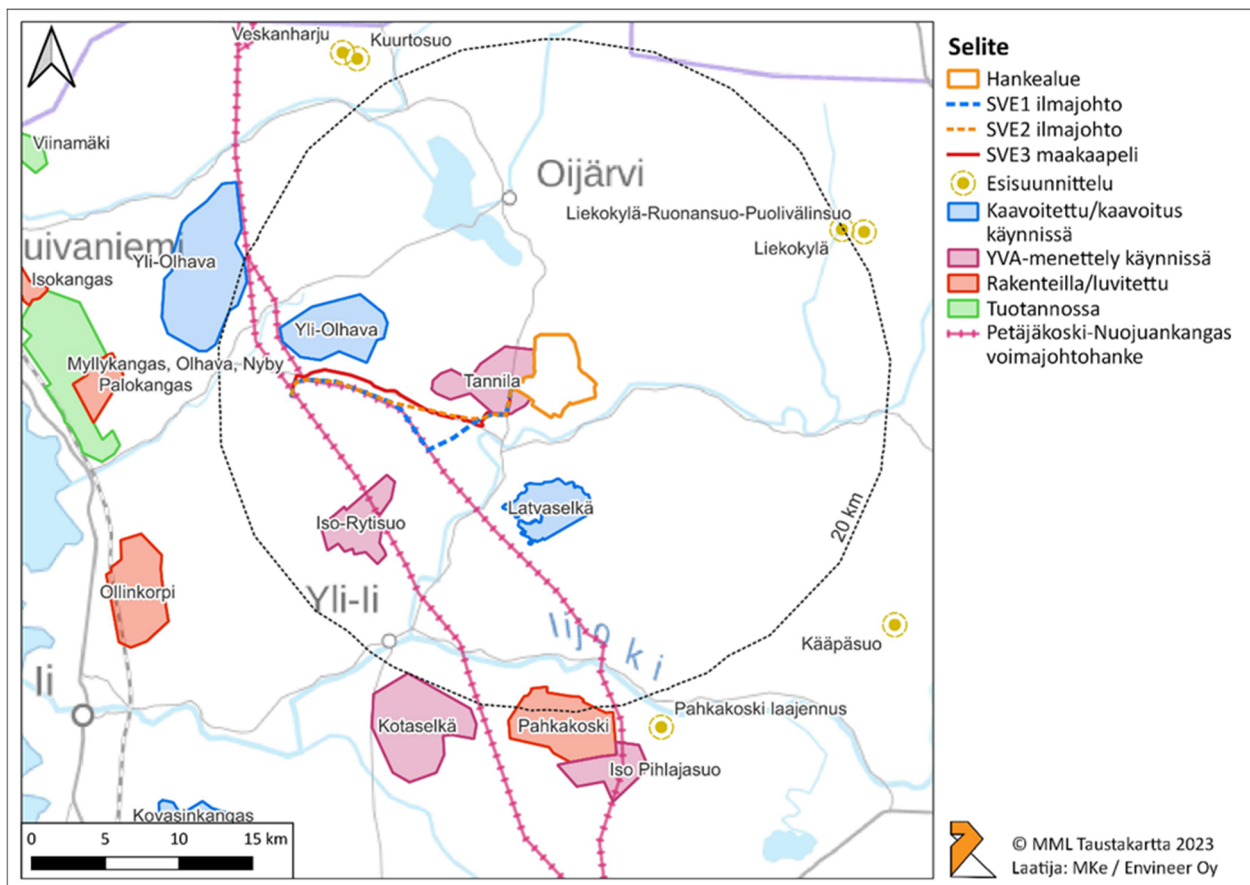 Veskanharju
Kuurtosuo
Viinamäki
Oijärvi
Liekokylä-Ruonansuo-Puolivälinsuo
Liekokylä
uivaniemi
Yli-Olhava
Isokangas
Yli-Olhava
Myllykangas, Olhava, Nyby
Palokangas
Tannila
Latvaselkä
Iso-Rytisuo
20 km
Ollinkorpi
Yli-Ii
Iijoki
Kääpäsuo
Ii
Kotaselkä
Pahkakoski
Pahkakoski laajennus
Iso Pihlajasuo
Kovasinkangas
0 5 10 15 km
Selite
Hankealue
SVE1 ilmajohto
SVE2 ilmajohto
SVE3 maakaapeli
Esisuunnittelu
Kaavoitettu/kaavoitus
käynnissä
YVA-menettely käynnissä
Rakenteilla/luvitettu
Tuotannossa
Petäjäkoski-Nuojuankangas
voimajohtohanke
© MML Taustakartta 2023
Laatija: MKe / Envineer Oy